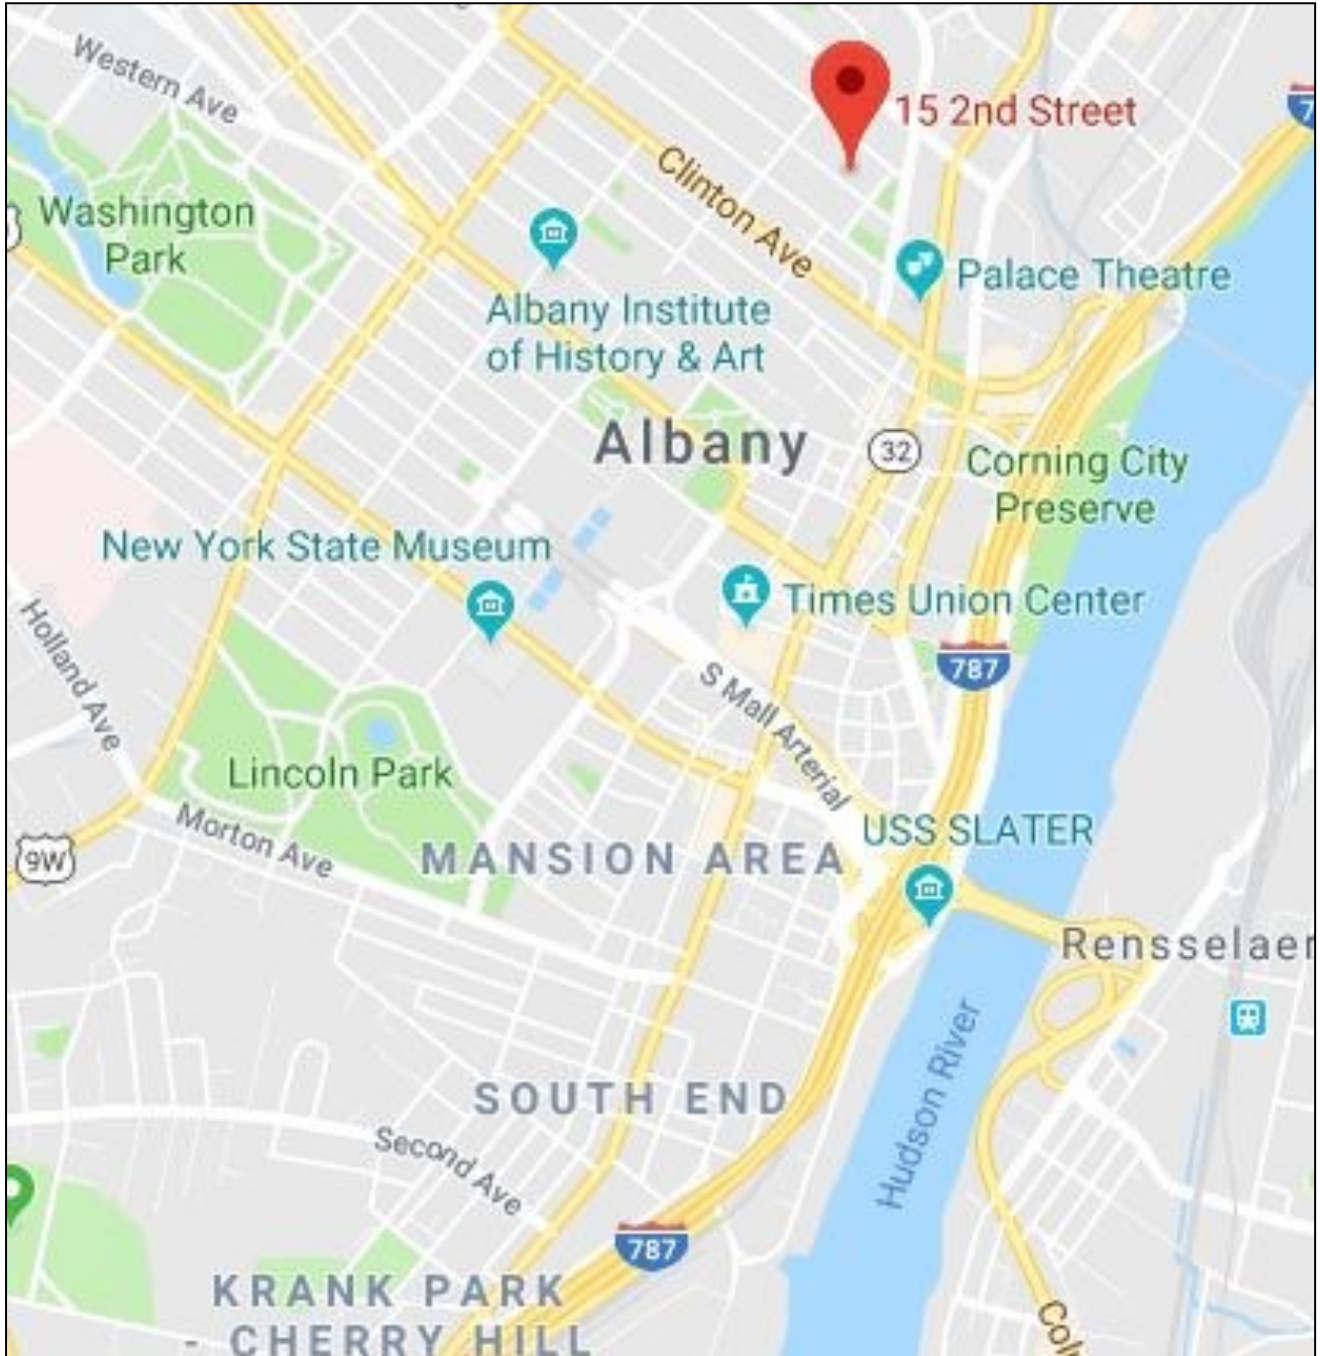 Western Ave
15 2nd Street
Clinton Ave
Washington
Park
Palace Theatre
Albany Institute
of History & Art
Albany
32
Corning City
Preserve
New York State Museum
Times Union Center
Holland Ave
787
S Mall Arterial
Lincoln Park
Morton Ave
USS SLATER
MANSION AREA
9W
Rensselaer
Hudson River
SOUTH END
Second Ave
787
KRANK PARK
- CHERRY HILL